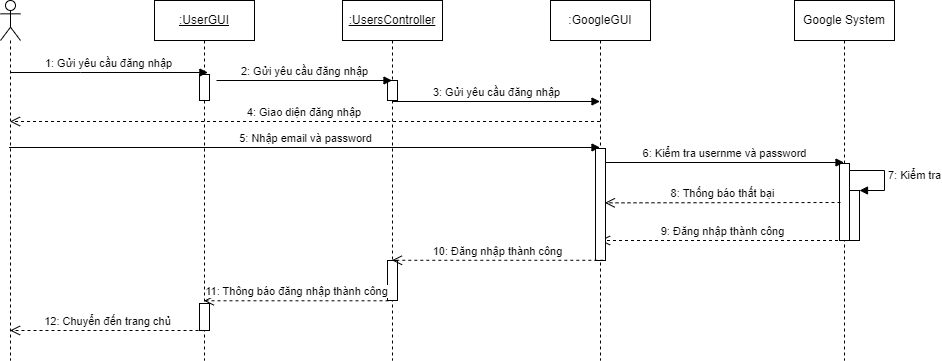 :UserGUI
:UsersController
:GoogleGUI
Google System
1: Gửi yêu cầu đăng nhập
2: Gửi yêu cầu đăng nhập
3: Gửi yêu cầu đăng nhập
4: Giao diện đăng nhập
5: Nhập email và password
6: Kiểm tra usernme và password
7: Kiểm tra
8: Thống báo thất bại
9: Đăng nhập thành công
10: Đăng nhập thành công
11: Thông báo đăng nhập thành công
12: Chuyển đến trang chủ